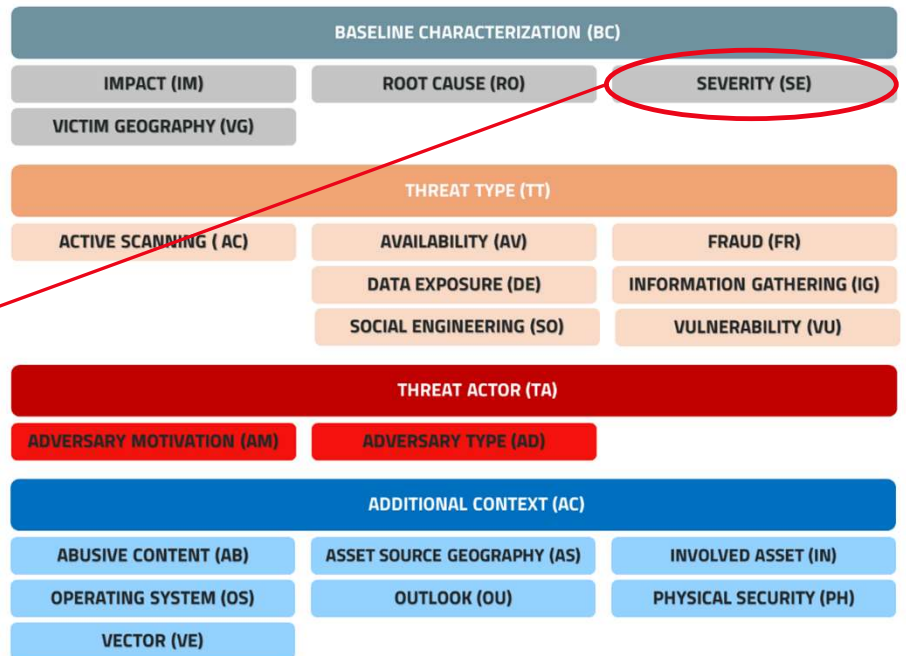 BASELINE CHARACTERIZATION (BC)
IMPACT (IM) ROOT CAUSE (RO) SEVERITY (SE)
VICTIM GEOGRAPHY (VG)
THREAT TYPE (TT)
ACTIVE SCANNING ( AC) AVAILABILITY (AV) FRAUD (FR)
DATA EXPOSURE (DE) INFORMATION GATHERING (IG)
SOCIAL ENGINEERING (SO) VULNERABILITY (VU)
THREAT ACTOR (TA)
ADVERSARY MOTIVATION (AM) ADVERSARY TYPE (AD)
ADDITIONAL CONTEXT (AC)
ABUSIVE CONTENT (AB) ASSET SOURCE GEOGRAPHY (AS) INVOLVED ASSET (IN)
OPERATING SYSTEM (OS) OUTLOOK (OU) PHYSICAL SECURITY (PH)
VECTOR (VE)